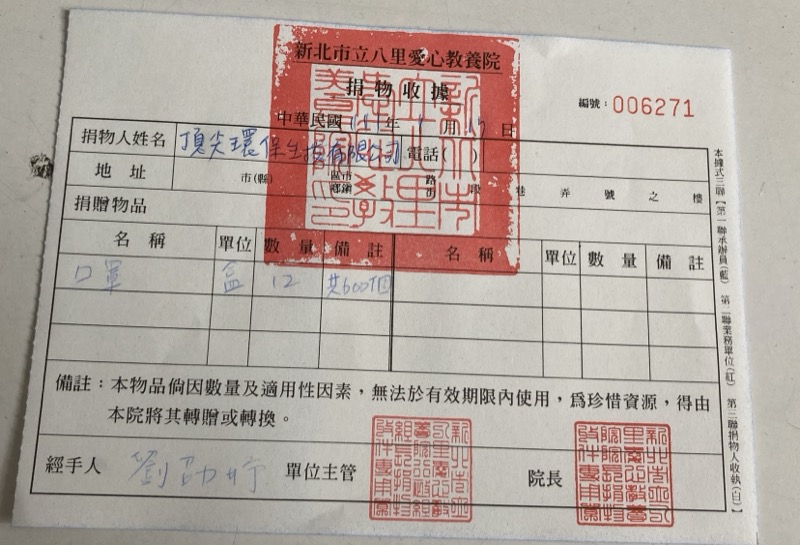 新北市立八里愛心教養院
捐物收據
編號：006271
中華民國111年 月 日
捐物人姓名 頂尖環保生技有限公司 電話( )
地址 市(縣) 區市鄉鎮 路街 段 巷 弄 號 之 樓
捐贈物品
名稱 單位 數量 備註 名稱 單位 數量 備註
口罩 盒 12 共600個
備註：本物品倘因數量及適用性因素，無法於有效期限內使用，為珍惜資源，得由
本院將其轉贈或轉換。
經手人 單位主管 院長
本據式三聯【第一聯承辦員(藍) 第二聯業務單位(紅) 第三聯捐物人收執(白)】